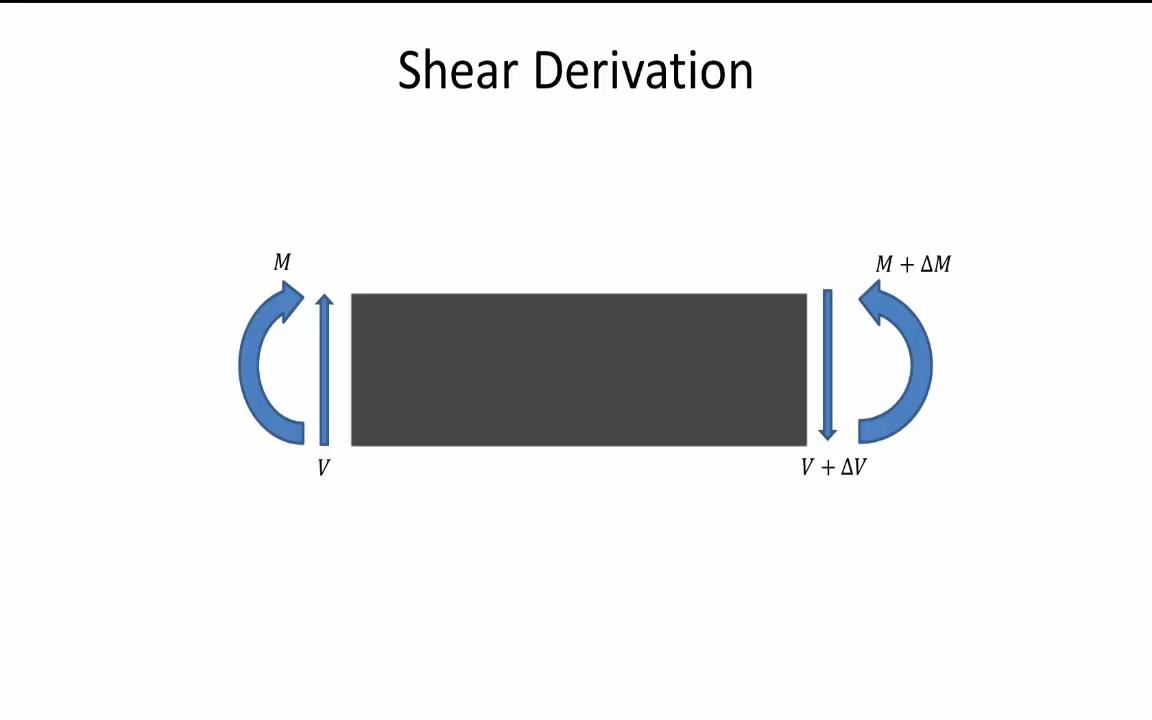 Shear Derivation
M
M + ΔM
V
V + ΔV